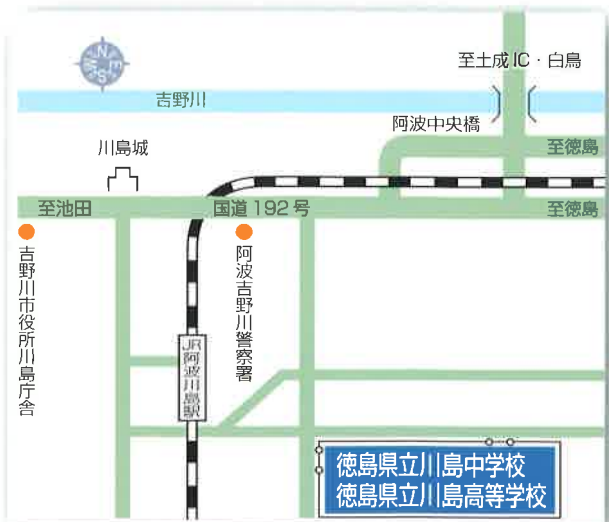 N
E
W
S
至土成IC・白鳥
吉野川
阿波中央橋
川島城
至徳島
至池田
国道192号
至徳島
吉野川市役所川島庁舎
阿波吉野川警察署
JR阿波川島駅
徳島県立川島中学校
徳島県立川島高等学校